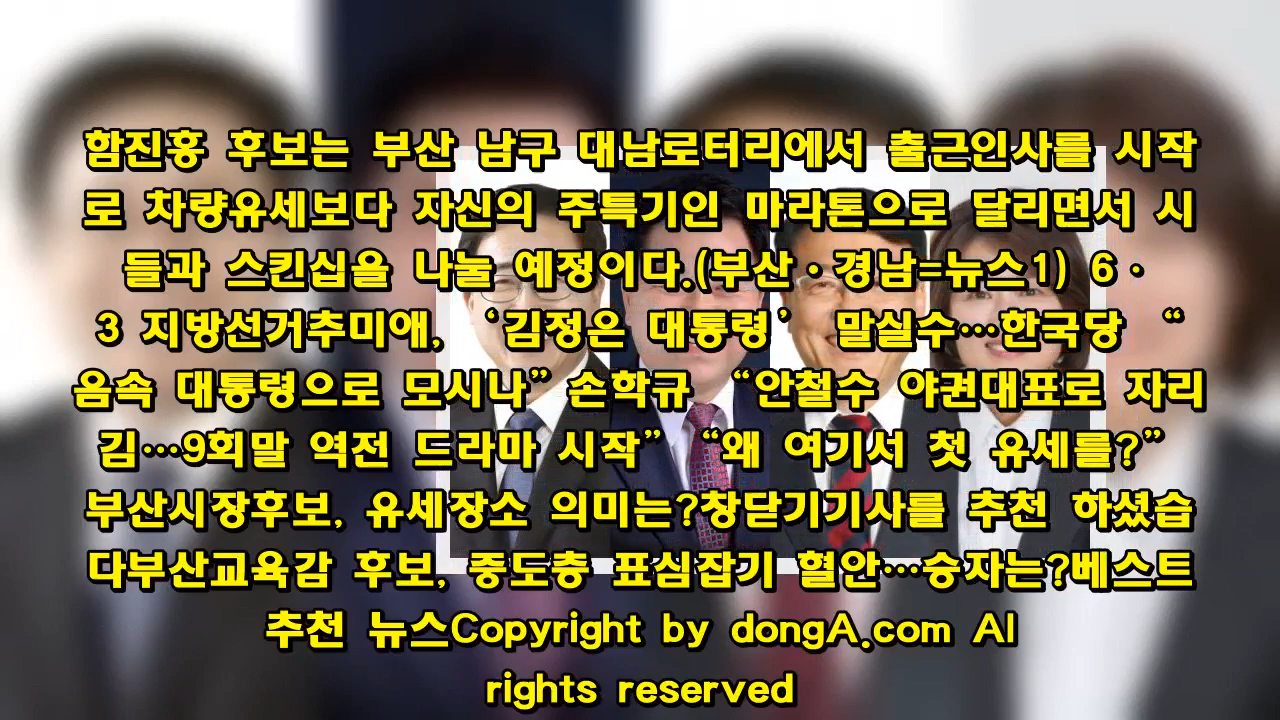 함진홍 후보는 부산 남구 대남로터리에서 출근인사를 시작
로 차량유세보다 자신의 주특기인 마라톤으로 달리면서 시
들과 스킨십을 나눌 예정이다.(부산·경남=뉴스1) 6·
3 지방선거추미애, ‘김정은 대통령’ 말실수…한국당 “
음속 대통령으로 모시나”손학규 “안철수 야권대표로 자리
김…9회말 역전 드라마 시작”“왜 여기서 첫 유세를?”
부산시장후보, 유세장소 의미는?창닫기기사를 추천 하셨습
다부산교육감 후보, 중도층 표심잡기 혈안…승자는?베스트
추천 뉴스Copyright by dongA.com Al
rights reserved